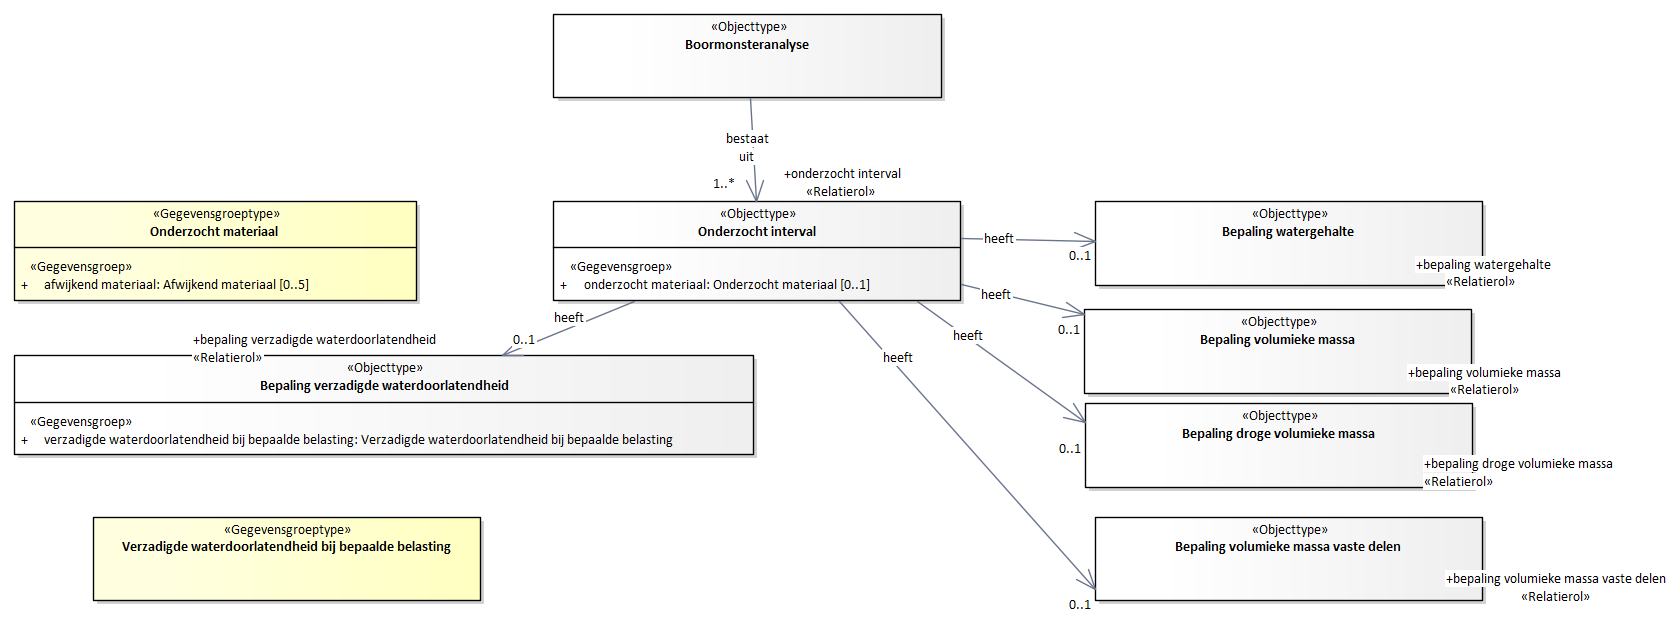 «Objecttype»
Boormonsteranalyse
bestaat
uit
1..*
+onderzocht interval
«Relatierol»
«Gegevensgroeptype»
Onderzocht materiaal
«Gegevensgroep»
+ afwijkend materiaal: Afwijkend materiaal [0..5]
«Objecttype»
Onderzocht interval
«Gegevensgroep»
+ onderzocht materiaal: Onderzocht materiaal [0..1]
heeft
0..1
«Objecttype»
Bepaling watergehalte
+bepaling watergehalte
«Relatierol»
heeft
0..1
«Objecttype»
Bepaling volumieke massa
+bepaling volumieke massa
«Relatierol»
heeft
0..1
«Objecttype»
Bepaling droge volumieke massa
+bepaling droge volumieke massa
«Relatierol»
heeft
0..1
«Objecttype»
Bepaling volumieke massa vaste delen
+bepaling volumieke massa vaste delen
«Relatierol»
heeft
0..1
+bepaling verzadigde waterdoorlatendheid
«Relatierol»
«Objecttype»
Bepaling verzadigde waterdoorlatendheid
«Gegevensgroep»
+ verzadigde waterdoorlatendheid bij bepaalde belasting: Verzadigde waterdoorlatendheid bij bepaalde belasting
«Gegevensgroeptype»
Verzadigde waterdoorlatendheid bij bepaalde belasting